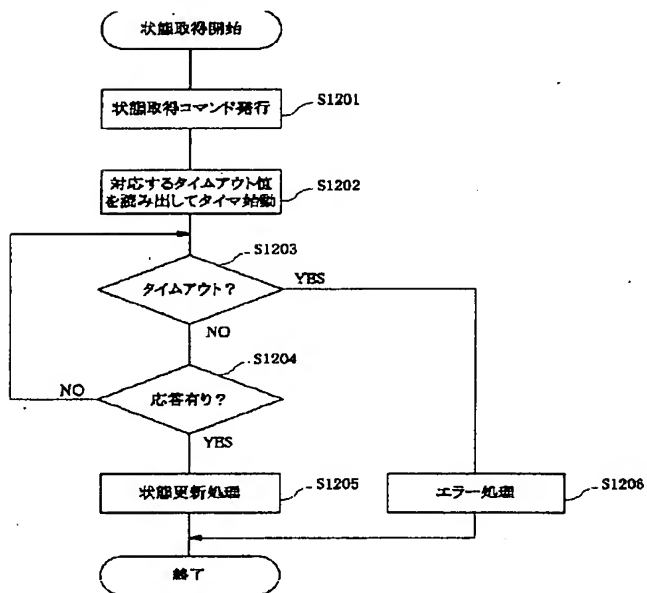 状態取得開始
状態取得コマンド発行
S1201
対応するタイムアウト値
を読み出してタイマ始動
S1202
S1203
タイムアウト?
YES
NO
S1204
応答有り?
NO
YES
状態更新処理
S1205
エラー処理
S1206
終了